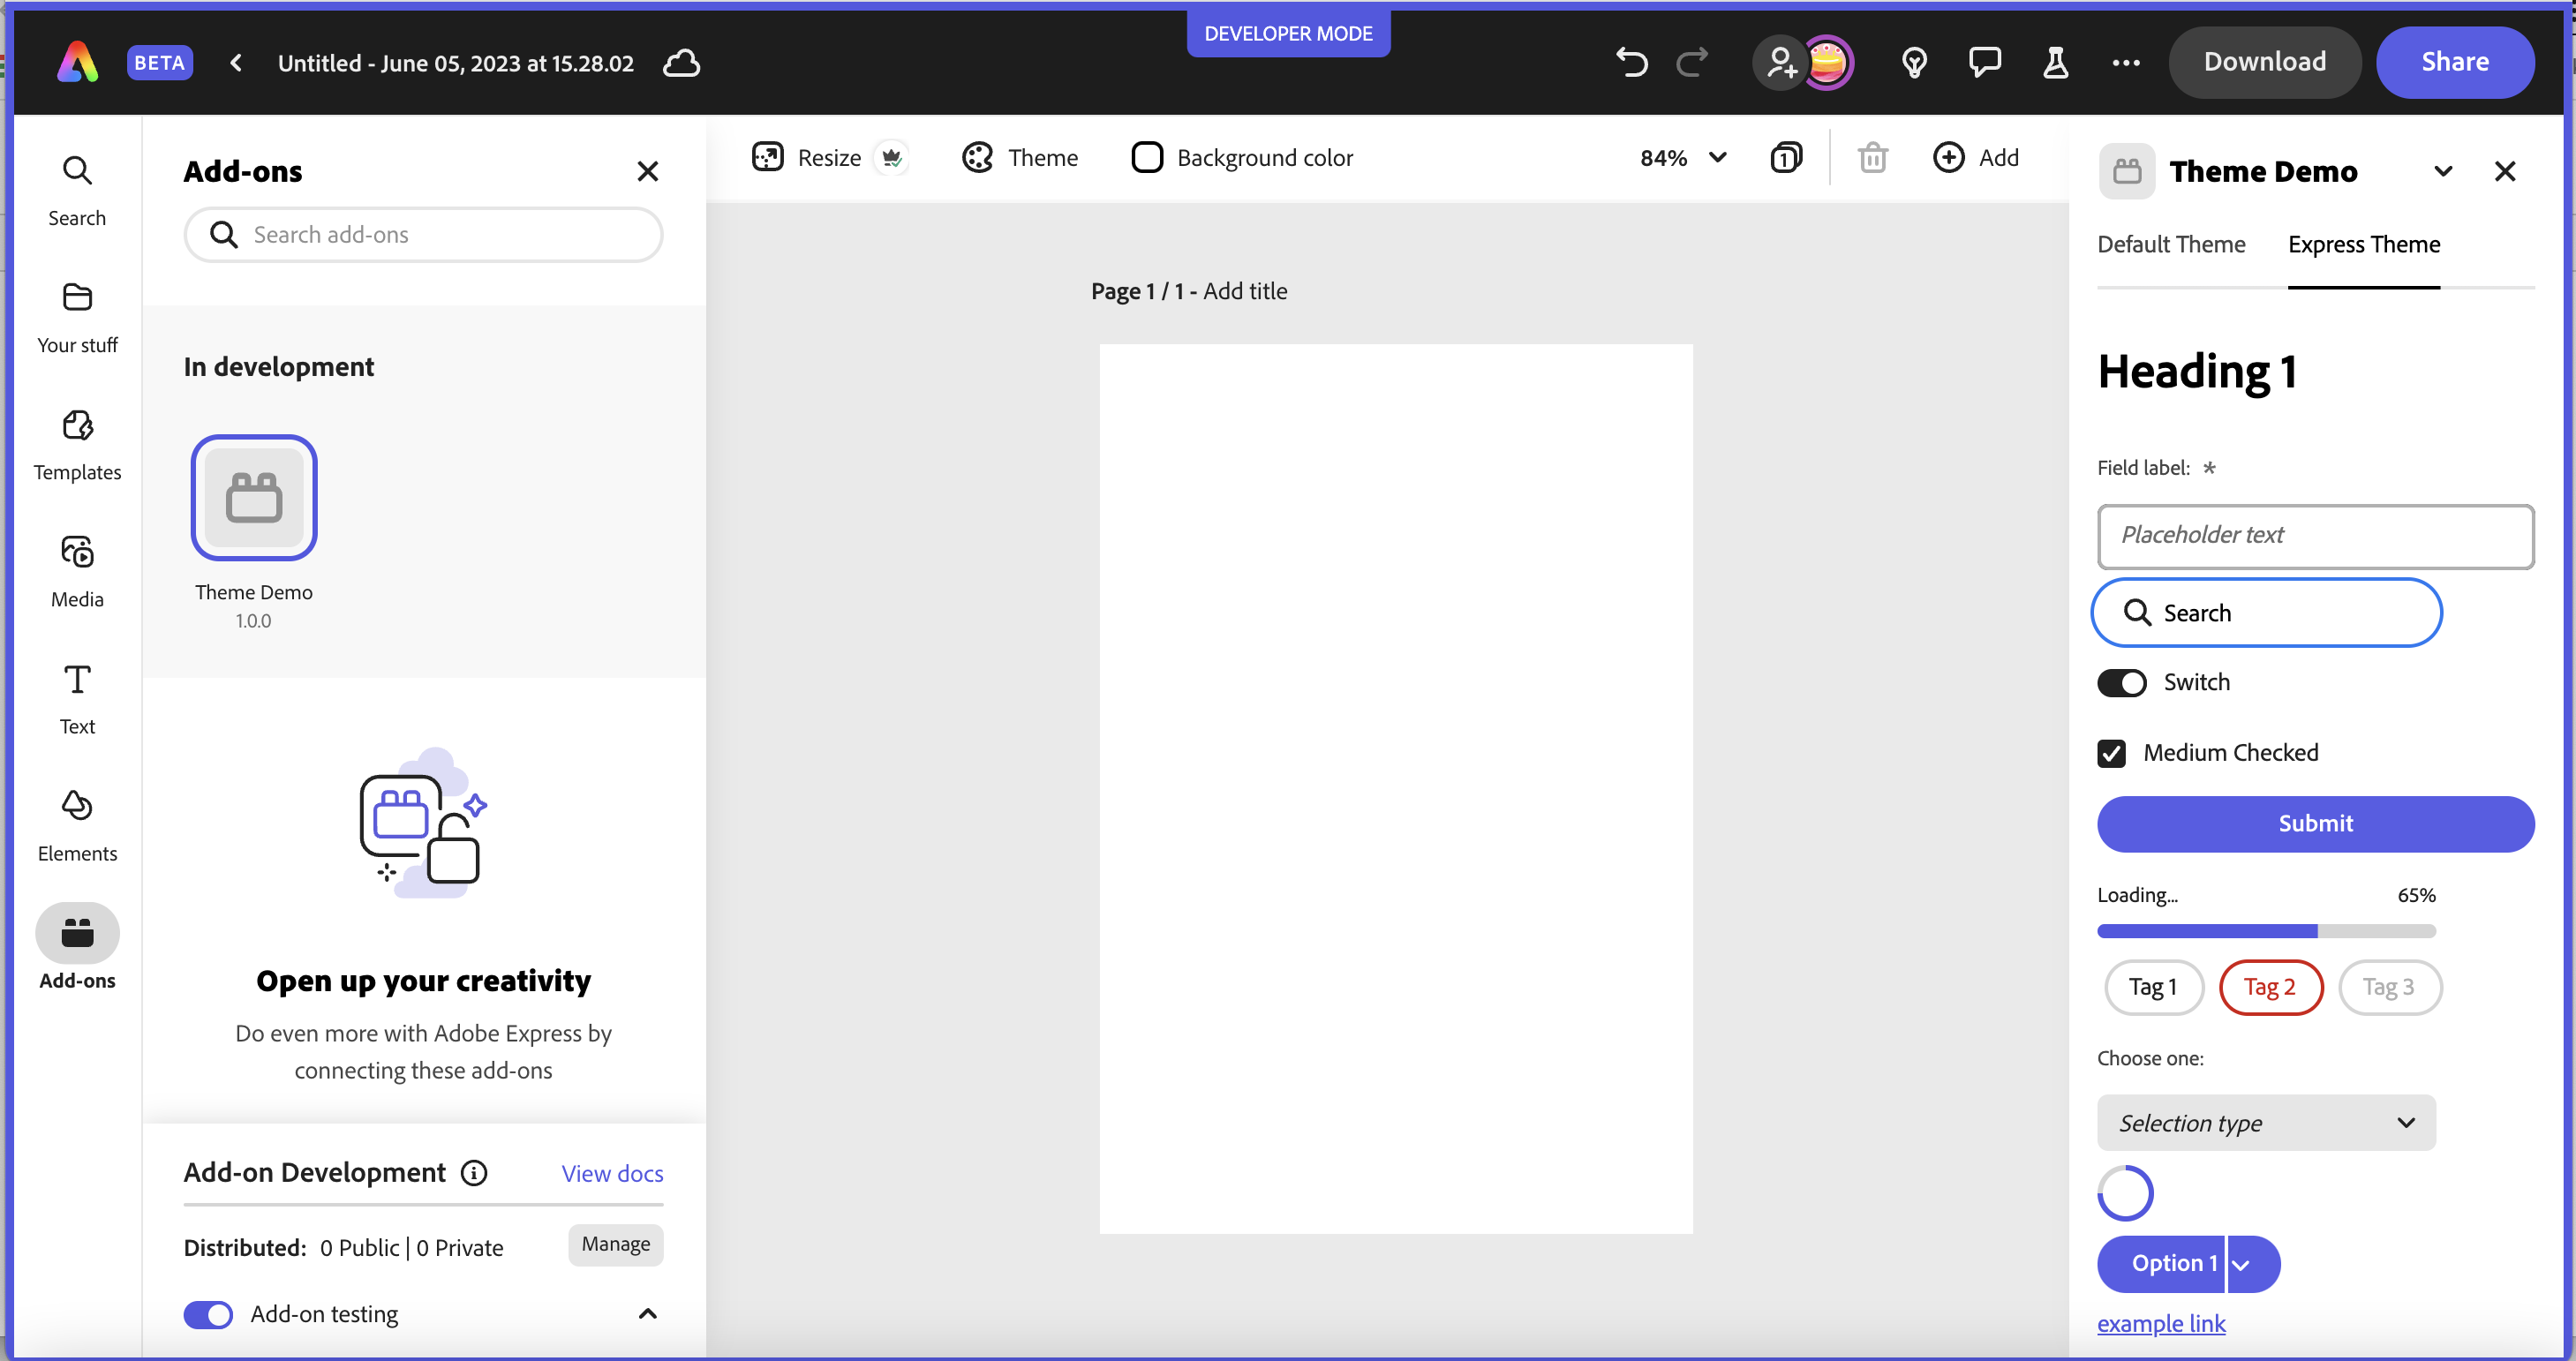 DEVELOPER MODE
BETA
Untitled - June 05, 2023 at 15.28.02
Download
Share
Search
Your stuff
Templates
Media
Text
Elements
Add-ons
Add-ons
Search add-ons
In development
Theme Demo
1.0.0
Open up your creativity
Do even more with Adobe Express by
connecting these add-ons
Add-on Development
View docs
Distributed: 0 Public | 0 Private
Manage
Add-on testing
Resize
Theme
Background color
84%
1
Add
Page 1 / 1 - Add title
Theme Demo
Default Theme
Express Theme
Heading 1
Field label: *
Placeholder text
Search
Switch
Medium Checked
Submit
Loading... 65%
Tag 1
Tag 2
Tag 3
Choose one:
Selection type
Option 1
example link